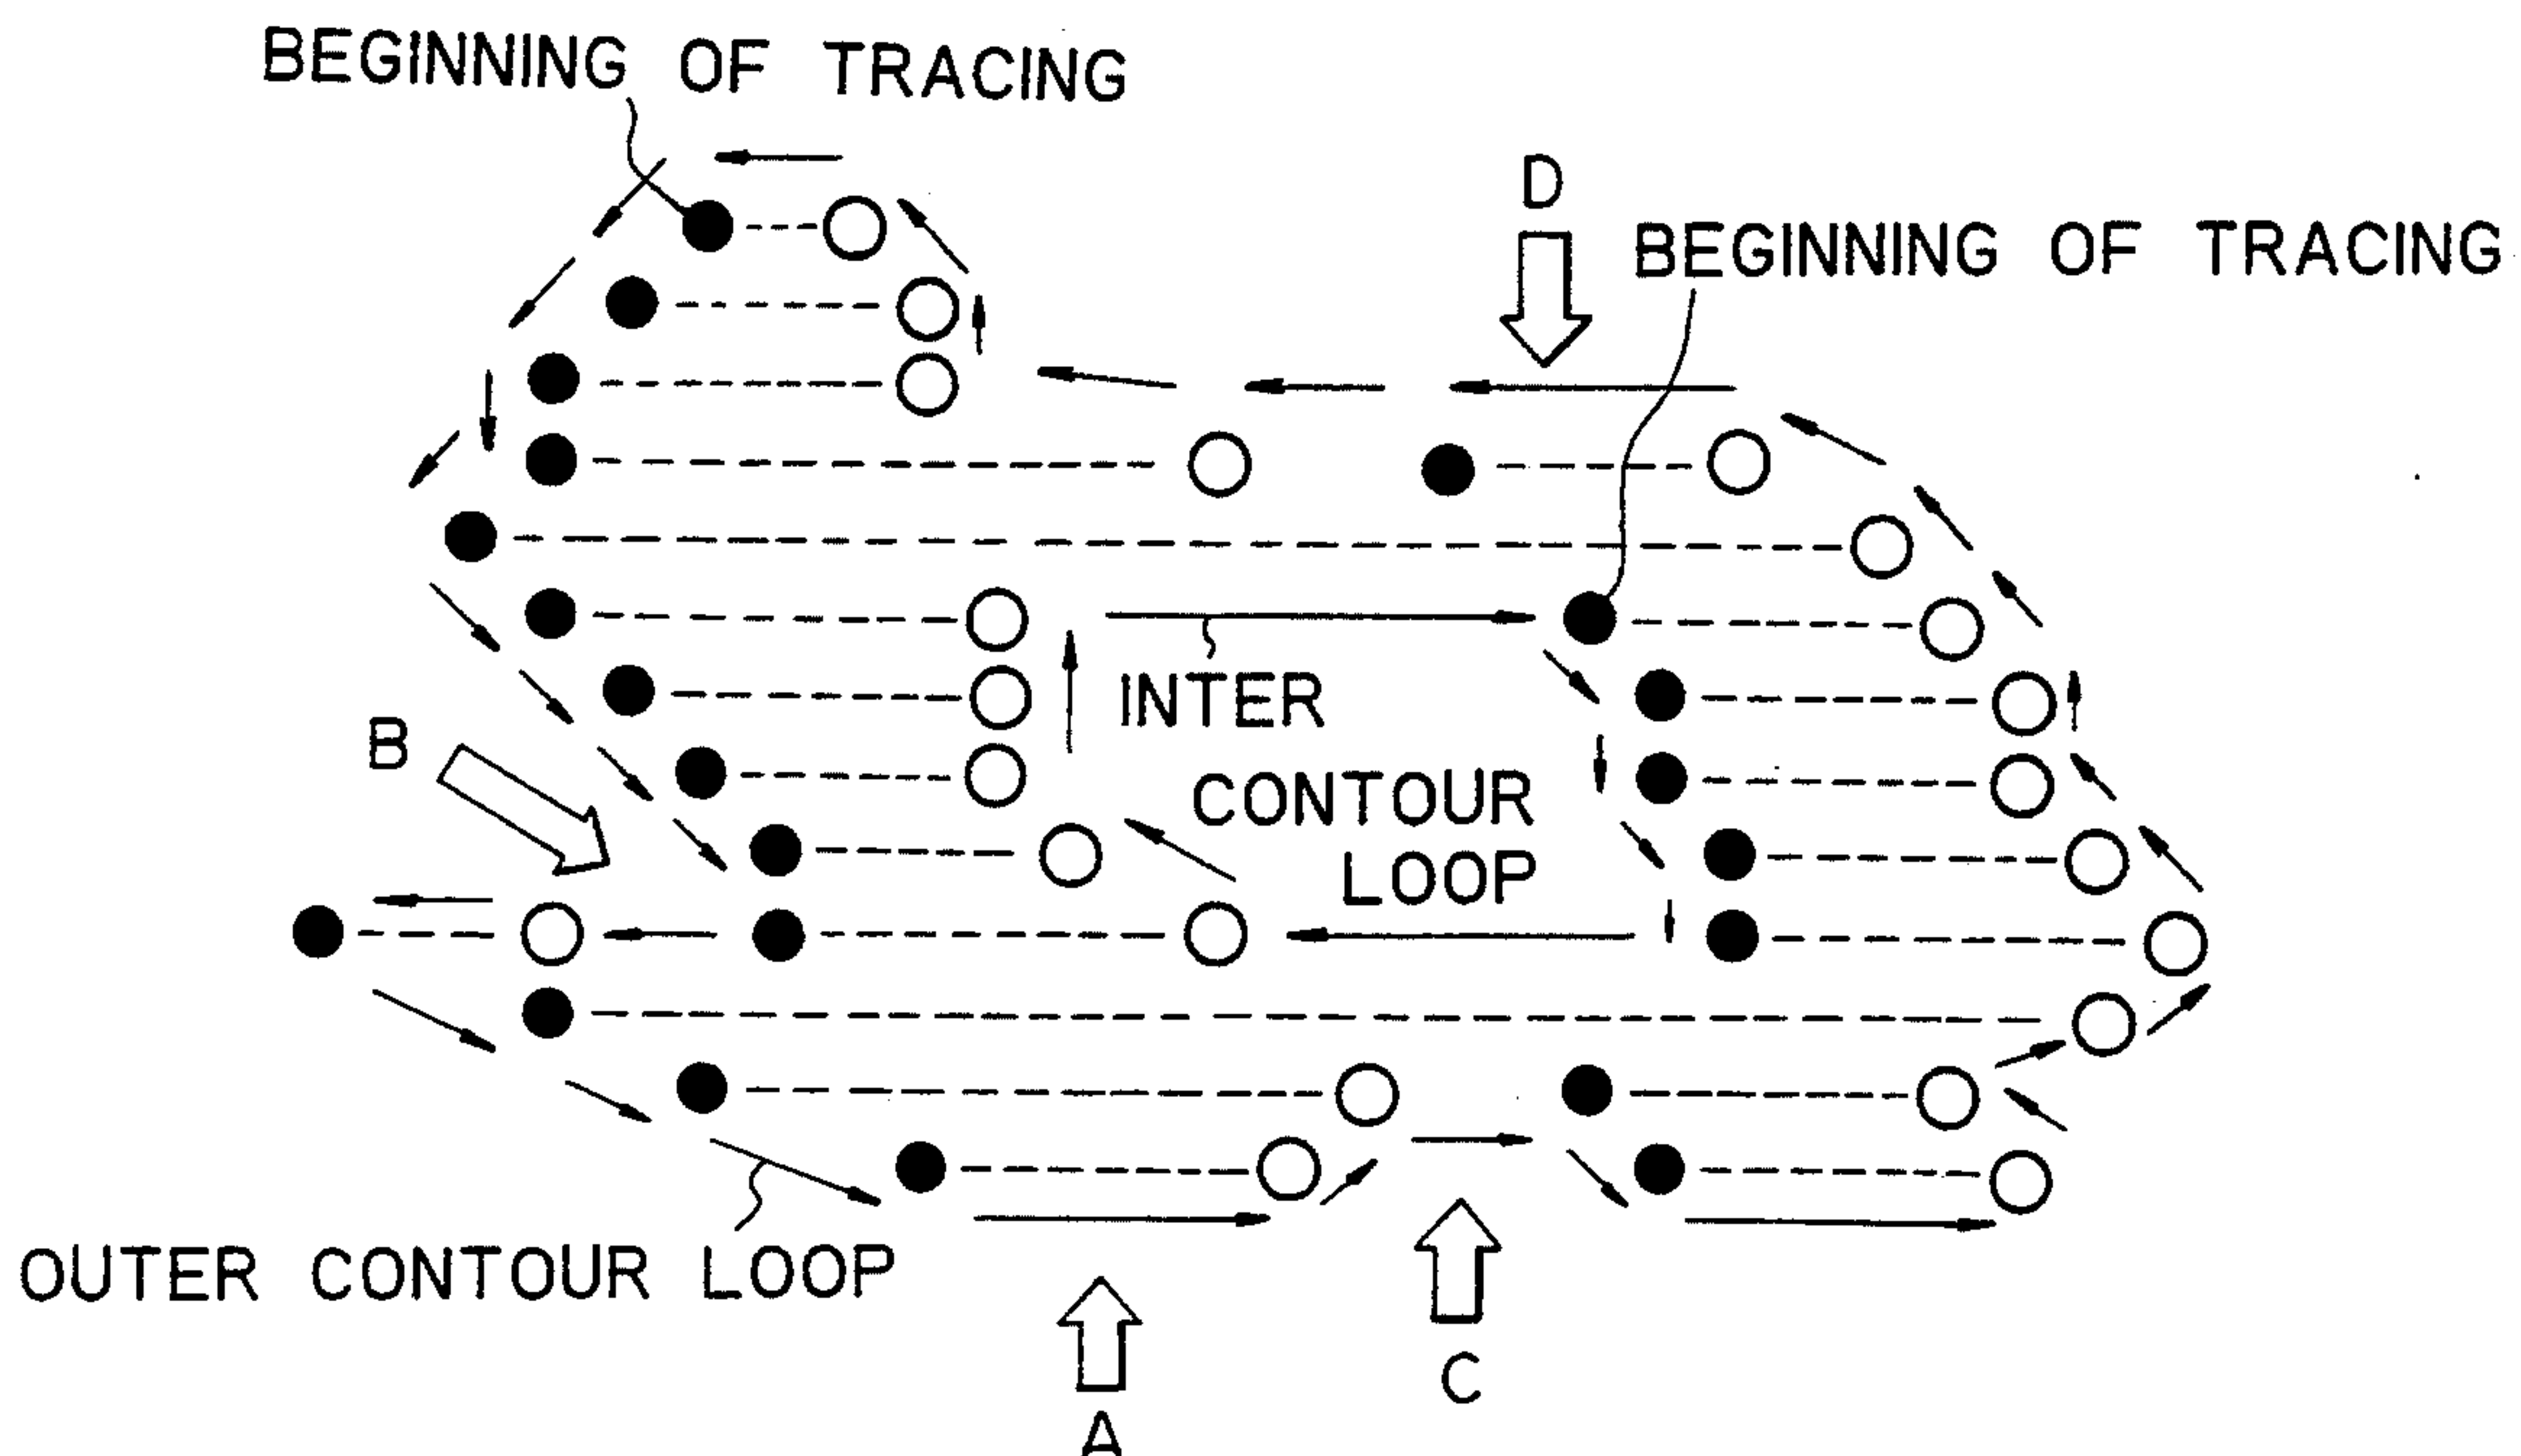 BEGINNING OF TRACING
D
BEGINNING OF TRACING
INTER
B
CONTOUR
LOOP
OUTER CONTOUR LOOP
C
A